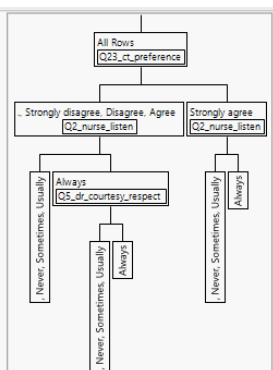 All Rows
Q23_ct_preference
., Strongly disagree, Disagree, Agree
Q2_nurse_listen
Strongly agree
Q2_nurse_listen
, Never, Sometimes, Usually
Always
Q5_dr_courtesy_respect
, Never, Sometimes, Usually
Always
, Never, Sometimes, Usually
Always